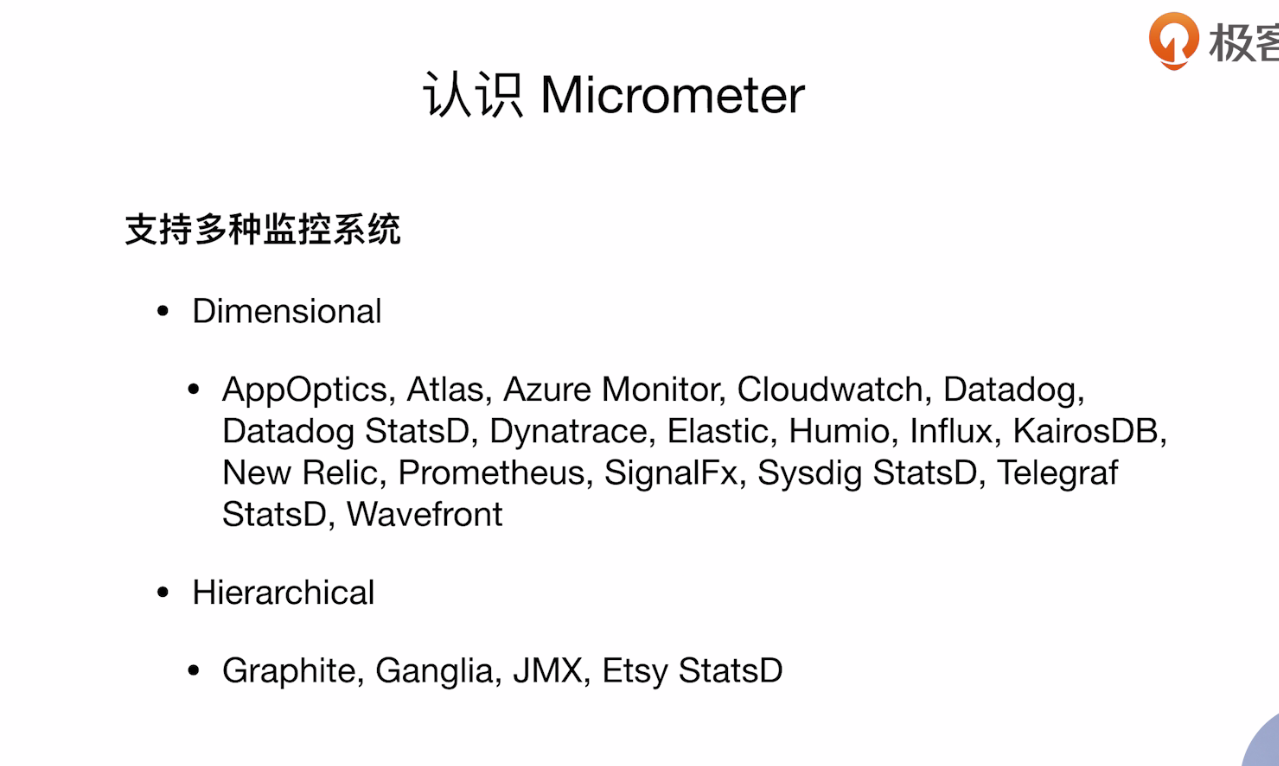 极客
认识 Micrometer
支持多种监控系统
• Dimensional
• AppOptics, Atlas, Azure Monitor, Cloudwatch, Datadog,
Datadog StatsD, Dynatrace, Elastic, Humio, Influx, KairosDB,
New Relic, Prometheus, SignalFx, Sysdig StatsD, Telegraf
StatsD, Wavefront
• Hierarchical
• Graphite, Ganglia, JMX, Etsy StatsD